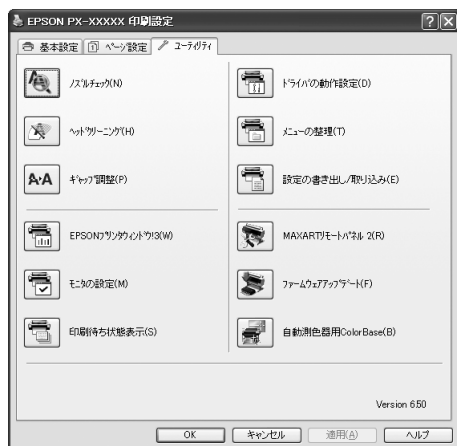 EPSON PX-XXXXX 印刷設定
基本設定
ページ設定
ユーティリティ
ノズルチェック(N)
ヘッドクリーニング(H)
ギャップ調整(P)
EPSONプリンタウィンドウ!3(W)
モニタの設定(M)
印刷待ち状態表示(S)
ドライバの動作設定(D)
メニューの整理(T)
設定の書き出し/取り込み(E)
MAXARTリモートパネル 2(R)
ファームウェアアップデート(F)
自動測色器用ColorBase(B)
Version 6.50
OK
キャンセル
適用(A)
ヘルプ